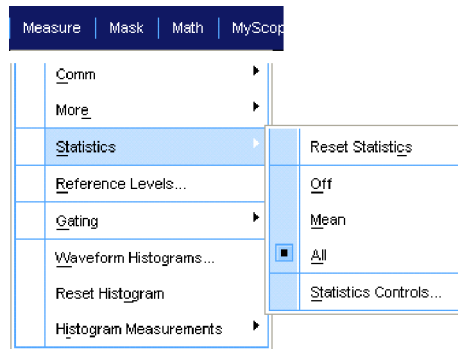 Measure Mask Math MyScop
Comm
More
Statistics
Reference Levels...
Gating
Waveform Histograms...
Reset Histogram
Histogram Measurements
Reset Statistics
Off
Mean
All
Statistics Controls...